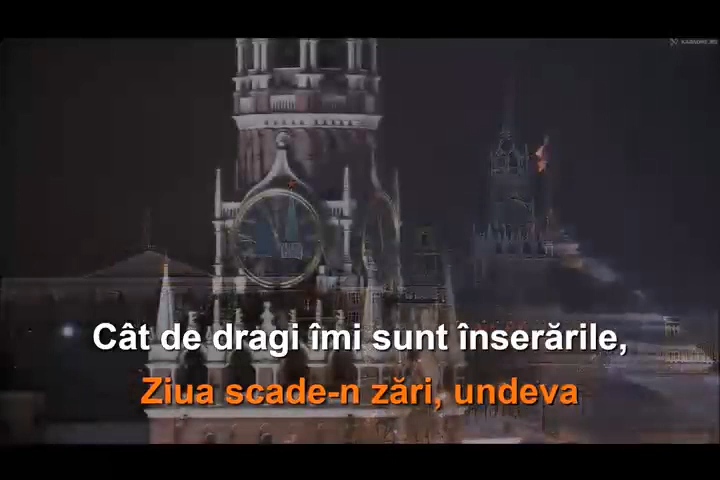 Cât de dragi îmi sunt înserările,
Ziua scade-n zări, undeva